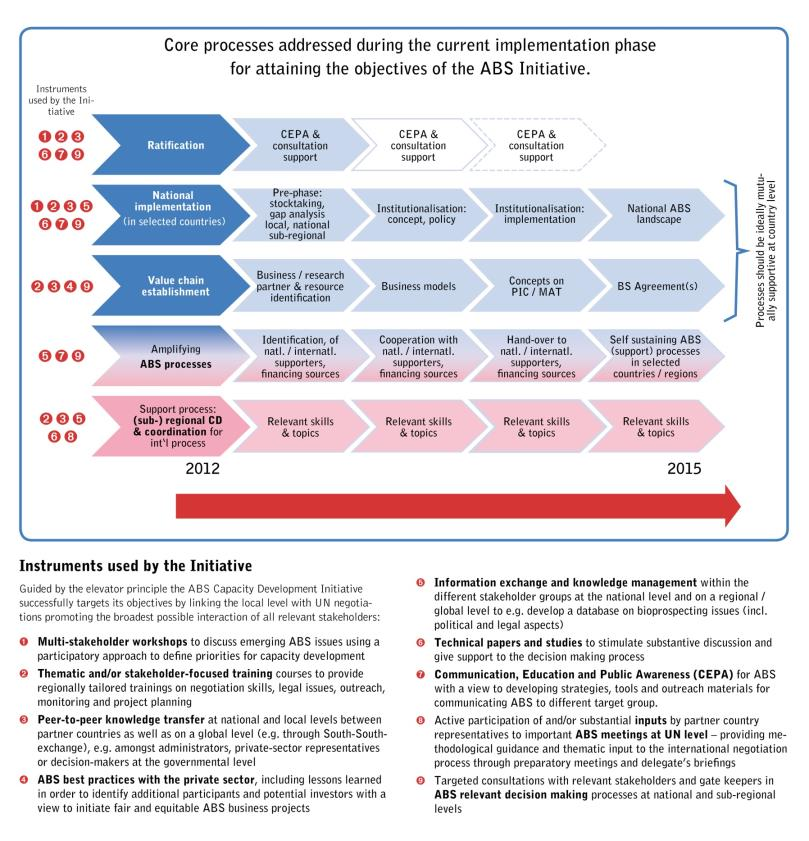 Core processes addressed during the current implementation phase
for attaining the objectives of the ABS Initiative.
Instruments
used by the Ini-
tiative
1 2 3
6 7 9
Ratification
CEPA &
consultation
support
CEPA &
consultation
support
CEPA &
consultation
support
1 2 3 5
6 7 9
National
implementation
(in selected countries)
Pre-phase:
stocktaking,
gap analysis
local, national
sub-regional
Institutionalisation:
concept, policy
Institutionalisation:
implementation
National ABS
landscape
2 3 4 9
Value chain
establishment
Business / research
partner & resource
identification
Business models
Concepts on
PIC / MAT
BS Agreement(s)
Processes should be ideally mutu-
ally supportive at country level
5 7 9
Amplifying
ABS processes
Identification, of
natl. / internatl.
supporters,
financing sources
Cooperation with
natl. / internatl.
supporters,
financing sources
Hand-over to
natl. / internatl.
supporters,
financing sources
Self sustaining ABS
(support) processes
in selected
countries / regions
2 3 5
6 8
Support process:
(sub-) regional CD
& coordination for
int'l process
Relevant skills
& topics
Relevant skills
& topics
Relevant skills
& topics
Relevant skills
& topics
2012
2015
Instruments used by the Initiative
Guided by the elevator principle the ABS Capacity Development Initiative
successfully targets its objectives by linking the local level with UN negotia-
tions promoting the broadest possible interaction of all relevant stakeholders:
1 Multi-stakeholder workshops to discuss emerging ABS issues using a
participatory approach to define priorities for capacity development
2 Thematic and/or stakeholder-focused training courses to provide
regionally tailored trainings on negotiation skills, legal issues, outreach,
monitoring and project planning
3 Peer-to-peer knowledge transfer at national and local levels between
partner countries as well as on a global level (e.g. through South-South-
exchange), e.g. amongst administrators, private-sector representatives
or decision-makers at the governmental level
4 ABS best practices with the private sector, including lessons learned
in order to identify additional participants and potential investors with a
view to initiate fair and equitable ABS business projects
5 Information exchange and knowledge management within the
different stakeholder groups at the national level and on a regional /
global level to e.g. develop a database on bioprospecting issues (incl.
political and legal aspects)
6 Technical papers and studies to stimulate substantive discussion and
give support to the decision making process
7 Communication, Education and Public Awareness (CEPA) for ABS
with a view to developing strategies, tools and outreach materials for
communicating ABS to different target group.
8 Active participation of and/or substantial inputs by partner country
representatives to important ABS meetings at UN level – providing me-
thodological guidance and thematic input to the international negotiation
process through preparatory meetings and delegate's briefings
9 Targeted consultations with relevant stakeholders and gate keepers in
ABS relevant decision making processes at national and sub-regional
levels